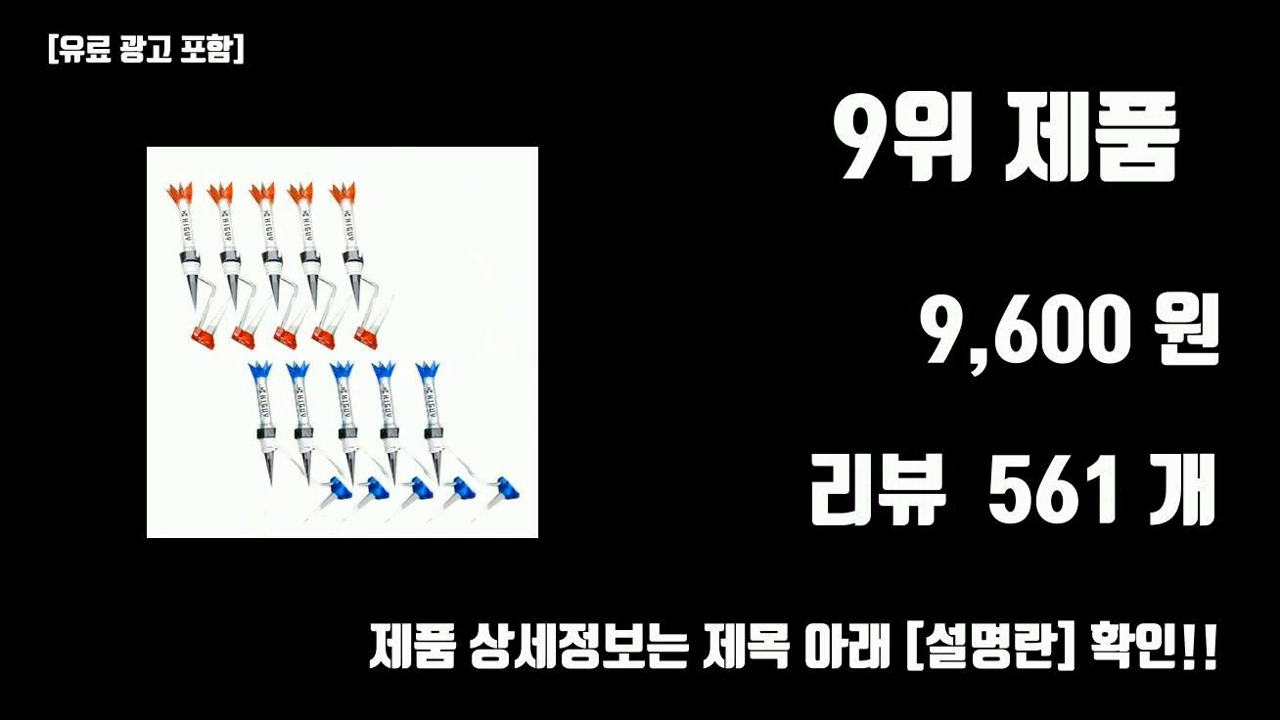 [유료 광고 포함]
9위 제품
9,600 원
리뷰 561 개
제품 상세정보는 제목 아래 [설명란] 확인!!